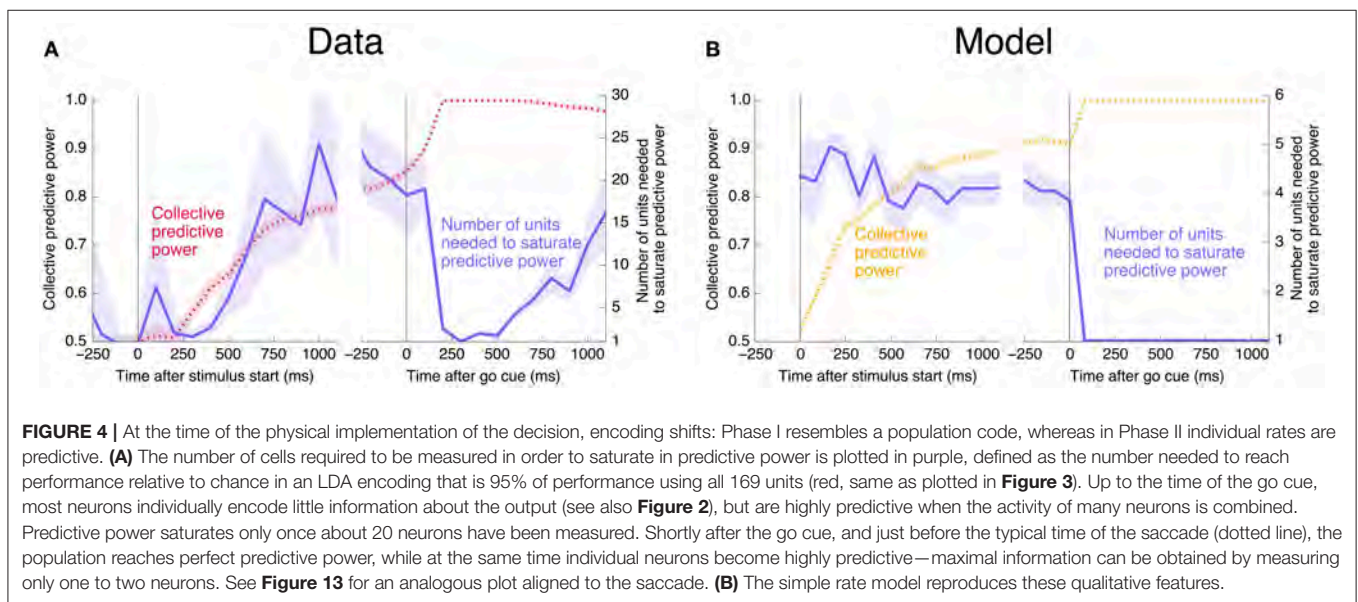 A Data
B Model
Collective predictive power
1.0
0.9
0.8
0.7
0.6
0.5
Collective
predictive
power
−250 0 250 500 750 1000
Time after stimulus start (ms)
Number of units
needed to saturate
predictive power
−250 0 250 500 750 1000
Time after go cue (ms)
30
25
20
15
10
5
1
Number of units needed
to saturate predictive power
Collective predictive power
1.0
0.9
0.8
0.7
0.6
0.5
Collective
predictive
power
−250 0 250 500 750 1000
Time after stimulus start (ms)
Number of units
needed to saturate
predictive power
−250 0 250 500 750 1000
Time after go cue (ms)
6
5
4
3
2
1
Number of units needed
to saturate predictive power
FIGURE 4 | At the time of the physical implementation of the decision, encoding shifts: Phase I resembles a population code, whereas in Phase II individual rates are
predictive. (A) The number of cells required to be measured in order to saturate in predictive power is plotted in purple, defined as the number needed to reach
performance relative to chance in an LDA encoding that is 95% of performance using all 169 units (red, same as plotted in Figure 3). Up to the time of the go cue,
most neurons individually encode little information about the output (see also Figure 2), but are highly predictive when the activity of many neurons is combined.
Predictive power saturates only once about 20 neurons have been measured. Shortly after the go cue, and just before the typical time of the saccade (dotted line), the
population reaches perfect predictive power, while at the same time individual neurons become highly predictive—maximal information can be obtained by measuring
only one to two neurons. See Figure 13 for an analogous plot aligned to the saccade. (B) The simple rate model reproduces these qualitative features.